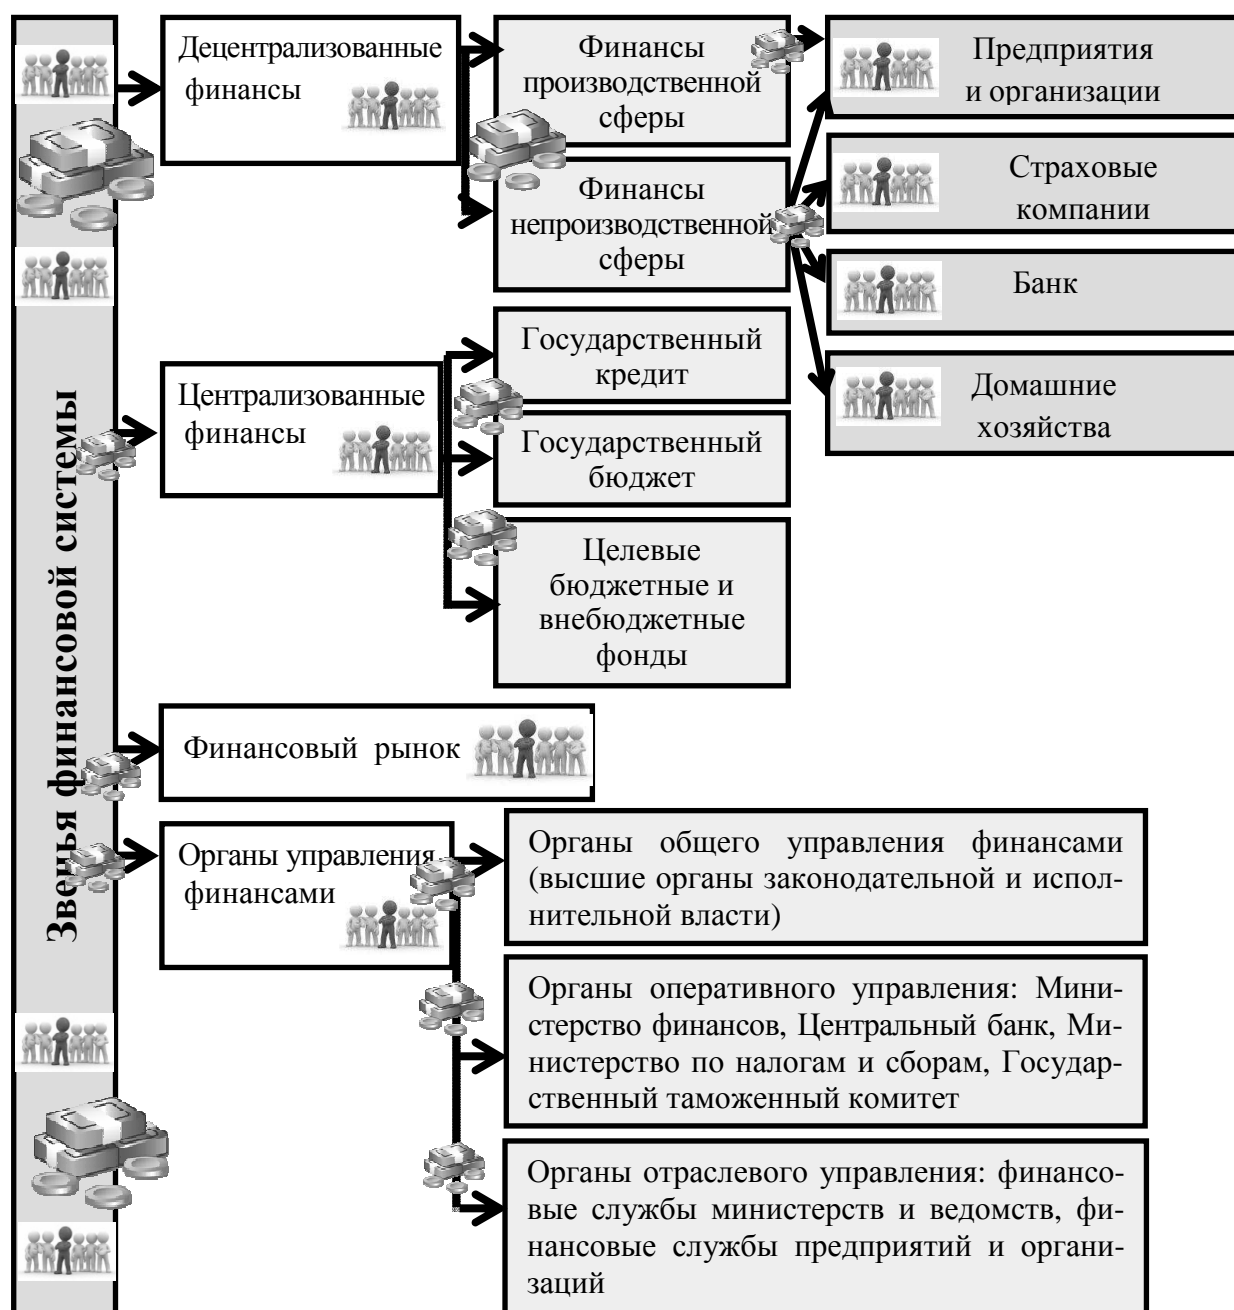 Звенья финансовой системы
Децентрализованные
финансы
Финансы
производственной
сферы
Финансы
непроизводственной
сферы
Предприятия
и организации
Страховые
компании
Банк
Домашние
хозяйства
Централизованные
финансы
Государственный
кредит
Государственный
бюджет
Целевые
бюджетные и
внебюджетные
фонды
Финансовый рынок
Органы управления
финансами
Органы общего управления финансами
(высшие органы законодательной и испол-
нительной власти)
Органы оперативного управления: Мини-
стерство финансов, Центральный банк, Ми-
нистерство по налогам и сборам, Государ-
ственный таможенный комитет
Органы отраслевого управления: финансо-
вые службы министерств и ведомств, фи-
нансовые службы предприятий и органи-
заций